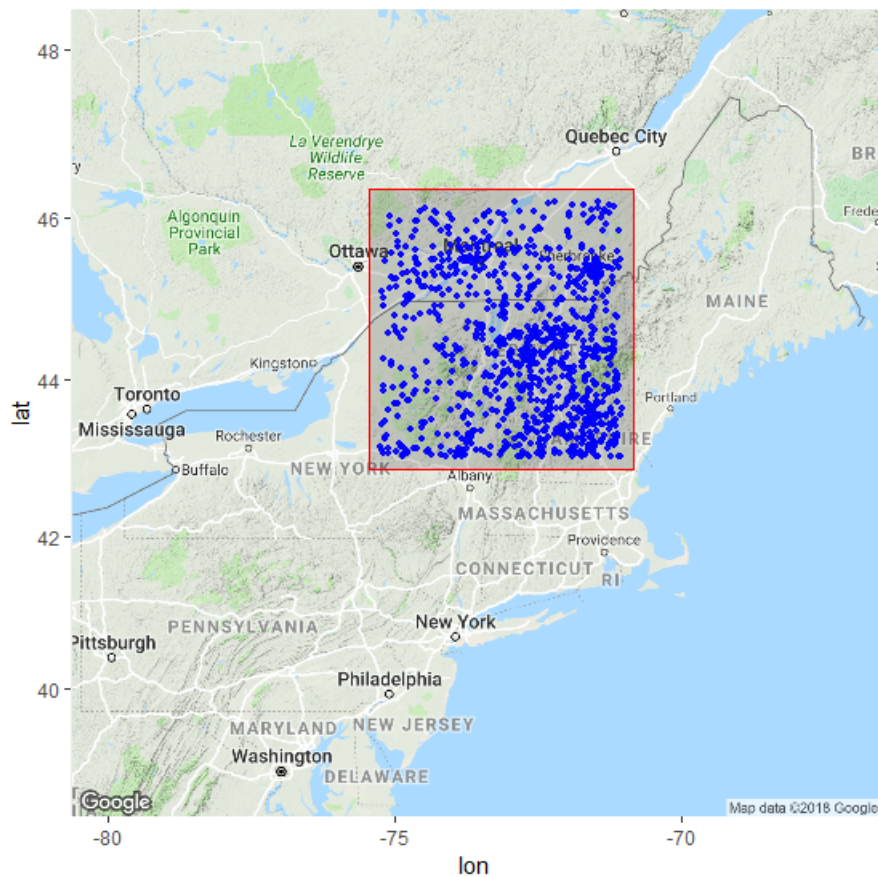 48
Quebec City
La Verendrye
Wildlife
Reserve
y
BR
46
Algonquin
Provincial
Park
Frede
Ottawa
Montreal
Sherbrooke
MAINE
lat
44
Kingston
Toronto
Mississauga
Portland
Rochester
Buffalo
NEW YORK
Albany
MASSACHUSETTS
42
Providence
CONNECTICUT
RI
New York
PENNSYLVANIA
Pittsburgh
40
Philadelphia
MARYLAND
NEW JERSEY
Washington
DELAWARE
Google
Map data ©2018 Google
-80
-75
-70
lon